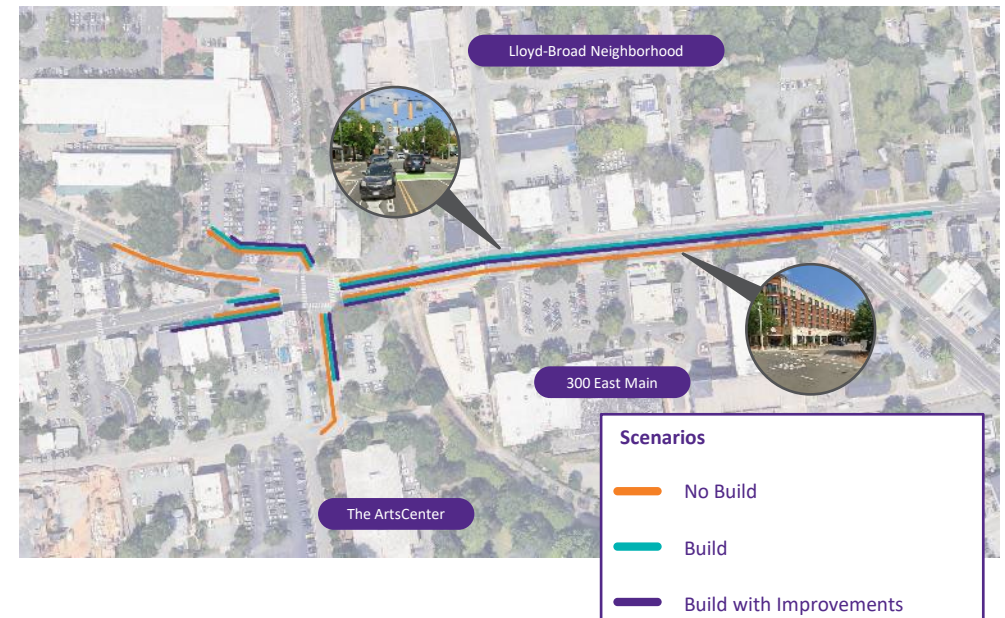 Lloyd-Broad Neighborhood
300 East Main
The ArtsCenter
Scenarios
No Build
Build
Build with Improvements